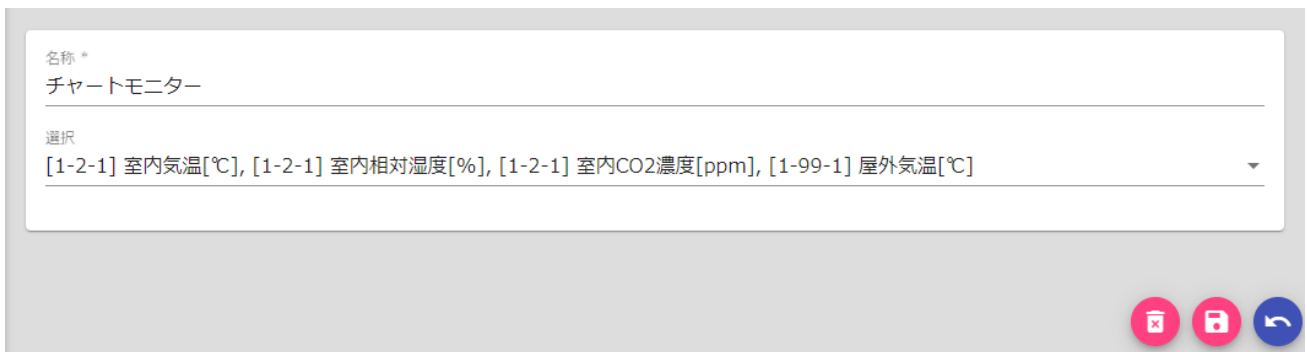 名称 *
チャートモニター
選択
[1-2-1] 室内気温[℃], [1-2-1] 室内相対湿度[%], [1-2-1] 室内CO2濃度[ppm], [1-99-1] 屋外気温[℃]